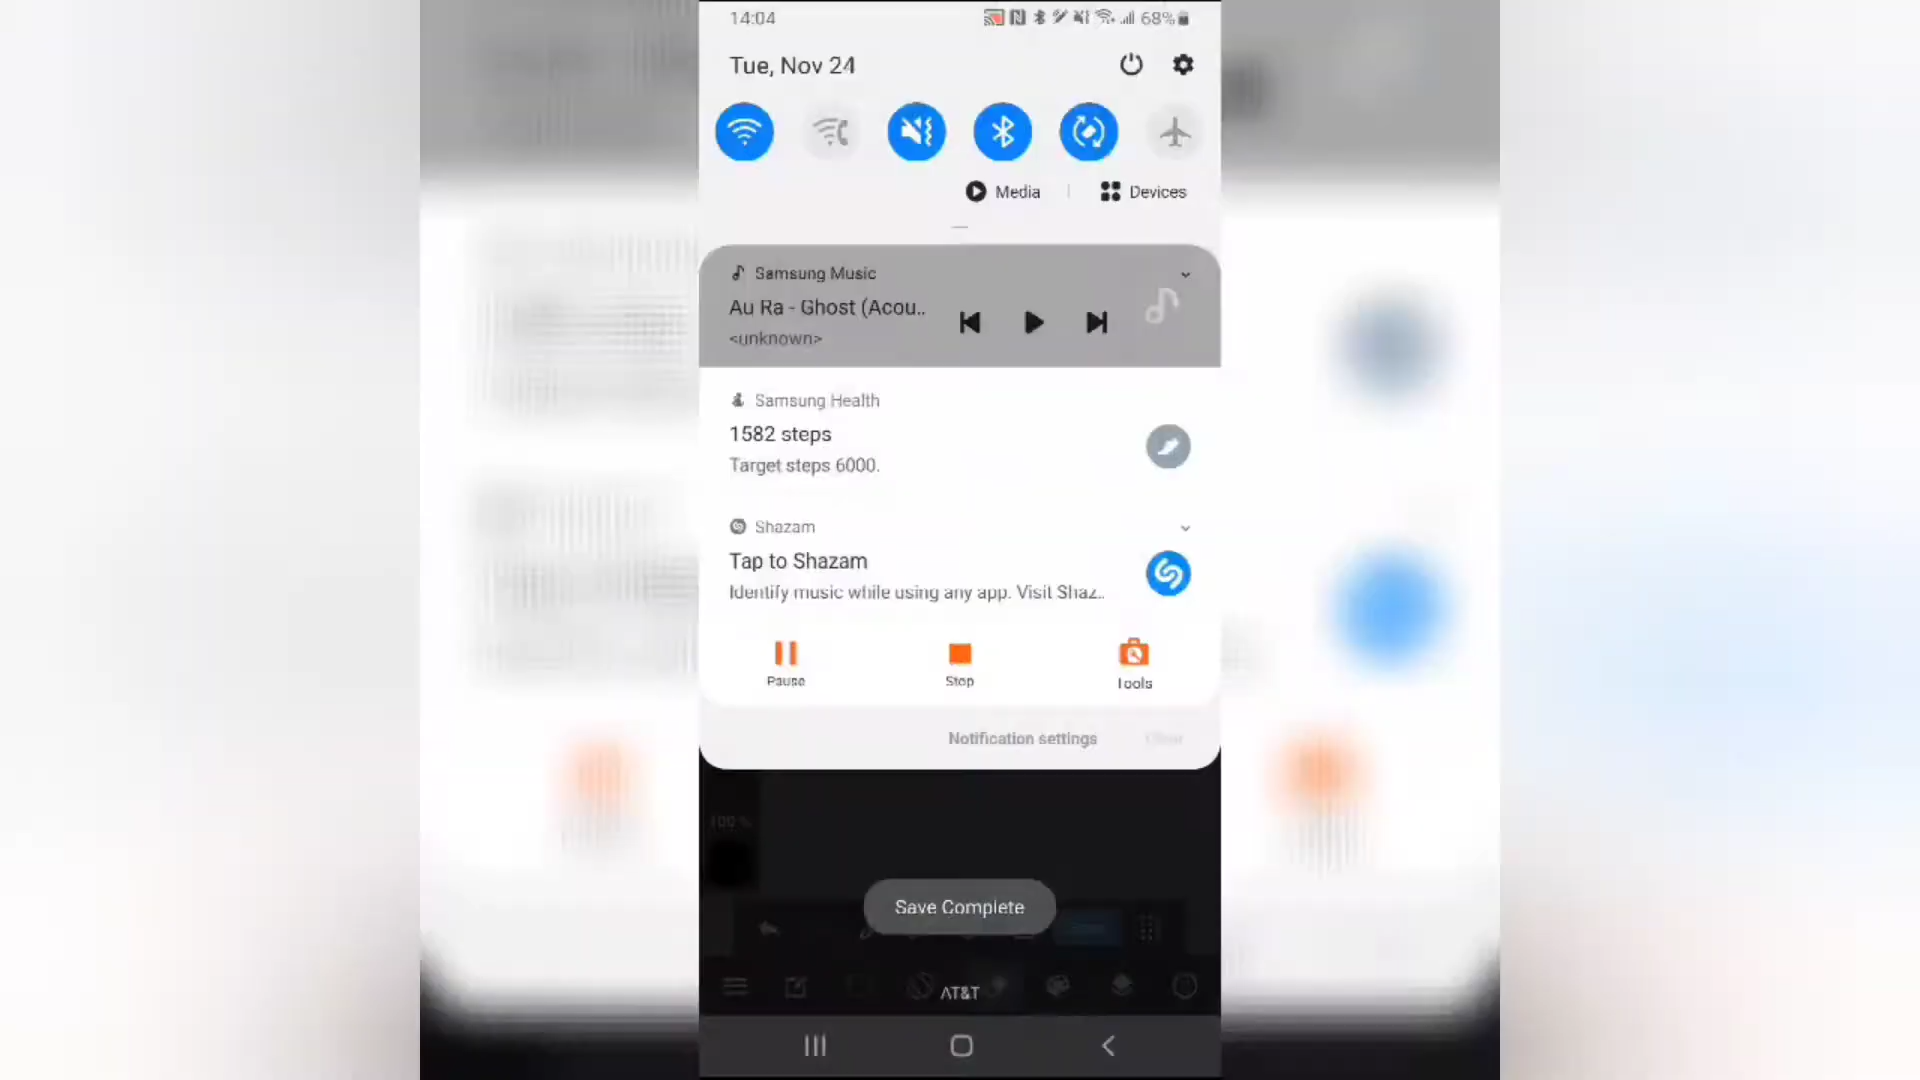 14:04
68%
Tue, Nov 24
Media
Devices
Samsung Music
Au Ra - Ghost (Acou..
<unknown>
Samsung Health
1582 steps
Target steps 6000.
Shazam
Tap to Shazam
Identify music while using any app. Visit Shaz..
Pause
Stop
Tools
Notification settings
Clear
100 %
Save Complete
AT&T